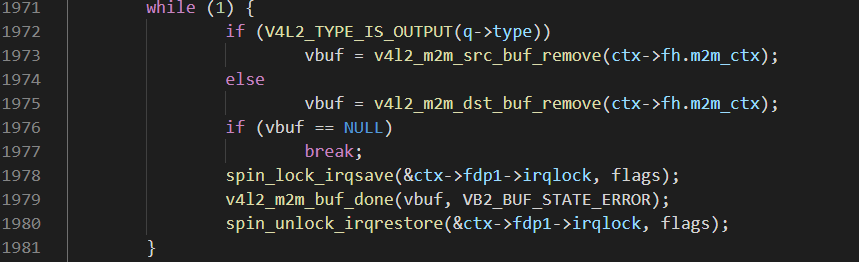 1971 while (1) {
1972 if (V4L2_TYPE_IS_OUTPUT(q->type))
1973 vbuf = v4l2_m2m_src_buf_remove(ctx->fh.m2m_ctx);
1974 else
1975 vbuf = v4l2_m2m_dst_buf_remove(ctx->fh.m2m_ctx);
1976 if (vbuf == NULL)
1977 break;
1978 spin_lock_irqsave(&ctx->fdp1->irqlock, flags);
1979 v4l2_m2m_buf_done(vbuf, VB2_BUF_STATE_ERROR);
1980 spin_unlock_irqrestore(&ctx->fdp1->irqlock, flags);
1981 }